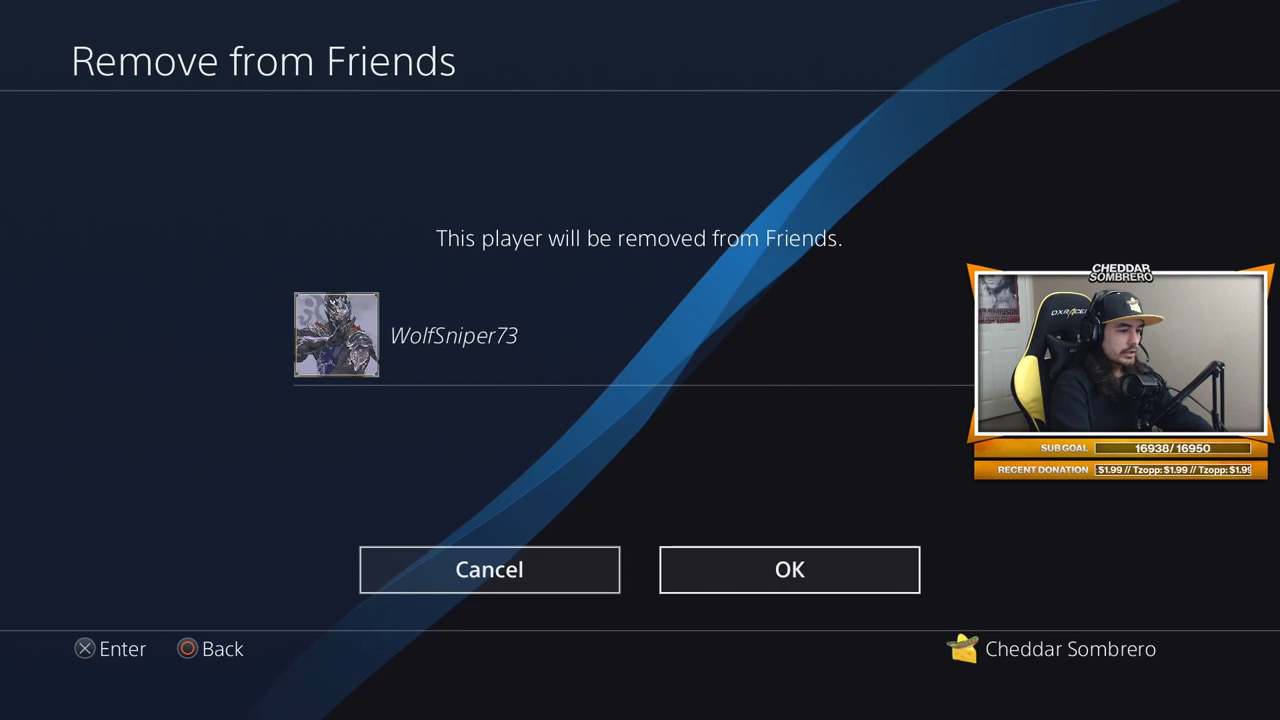 Remove from Friends
This player will be removed from Friends.
WolfSniper73
CHEDDAR
SOMBRERO
DXRACER
SUB GOAL 16938/16950
RECENT DONATION $1.99 // Tzopp: $1.99 // Tzopp: $1.99
Cancel OK
Enter Back Cheddar Sombrero